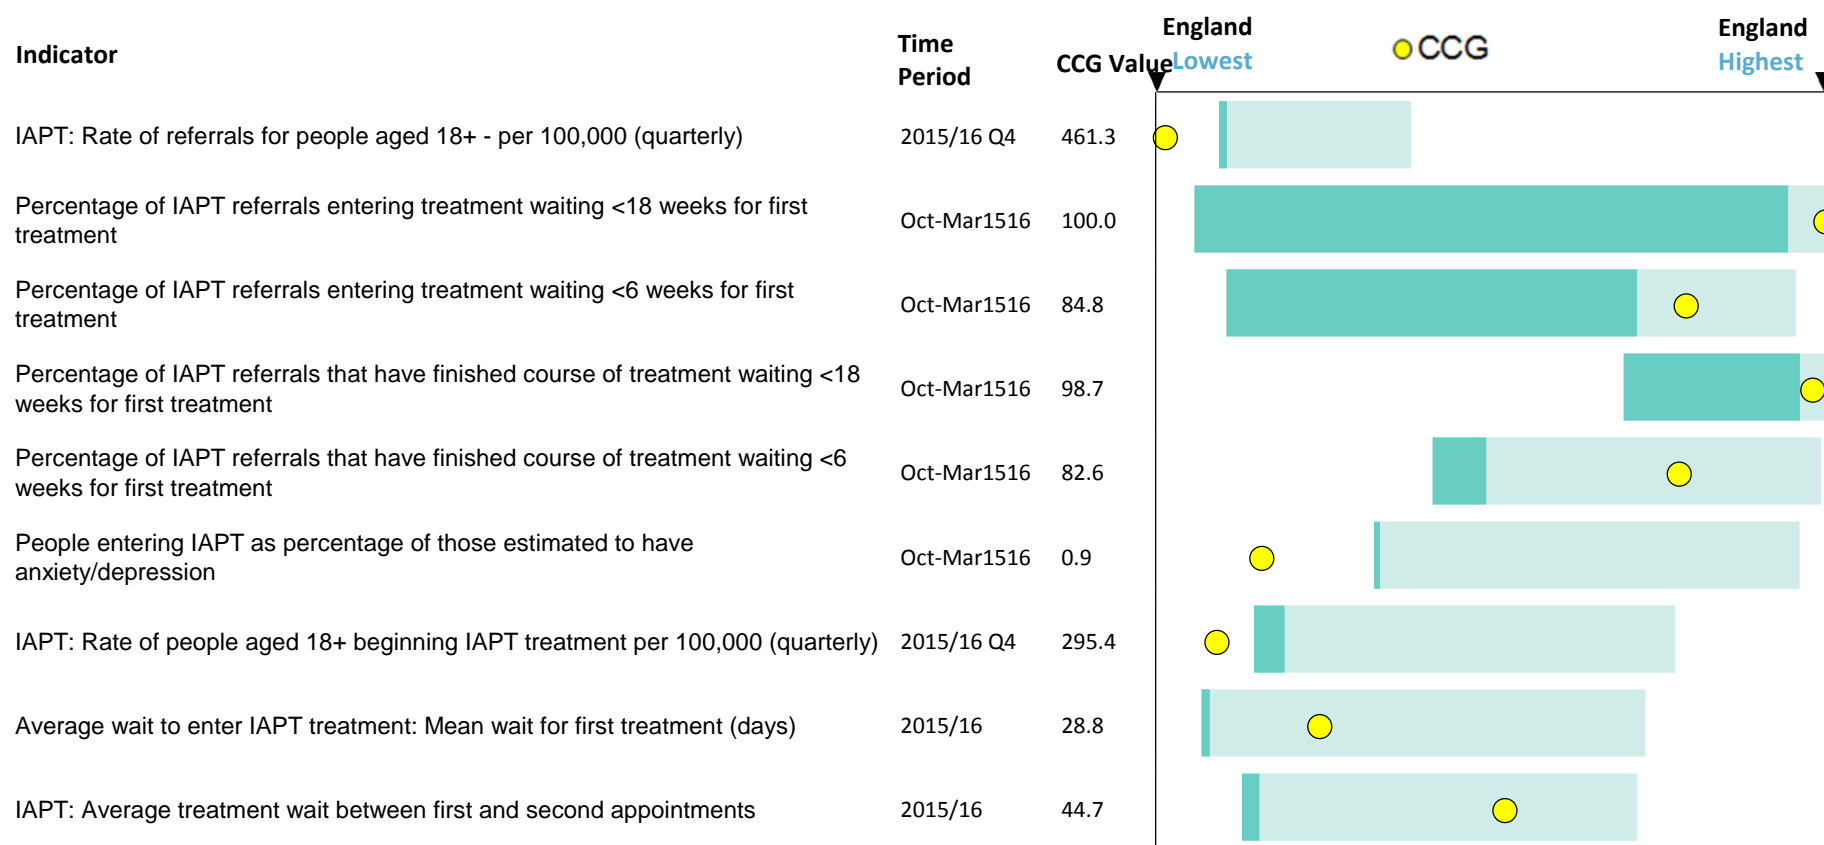 Indicator
Time Period
CCG Value
England Lowest
CCG
England Highest
IAPT: Rate of referrals for people aged 18+ - per 100,000 (quarterly) 2015/16 Q4 461.3
Percentage of IAPT referrals entering treatment waiting <18 weeks for first
treatment
Oct-Mar1516 100.0
Percentage of IAPT referrals entering treatment waiting <6 weeks for first
treatment
Oct-Mar1516 84.8
Percentage of IAPT referrals that have finished course of treatment waiting <18
weeks for first treatment
Oct-Mar1516 98.7
Percentage of IAPT referrals that have finished course of treatment waiting <6
weeks for first treatment
Oct-Mar1516 82.6
People entering IAPT as percentage of those estimated to have
anxiety/depression
Oct-Mar1516 0.9
IAPT: Rate of people aged 18+ beginning IAPT treatment per 100,000 (quarterly) 2015/16 Q4 295.4
Average wait to enter IAPT treatment: Mean wait for first treatment (days) 2015/16 28.8
IAPT: Average treatment wait between first and second appointments 2015/16 44.7